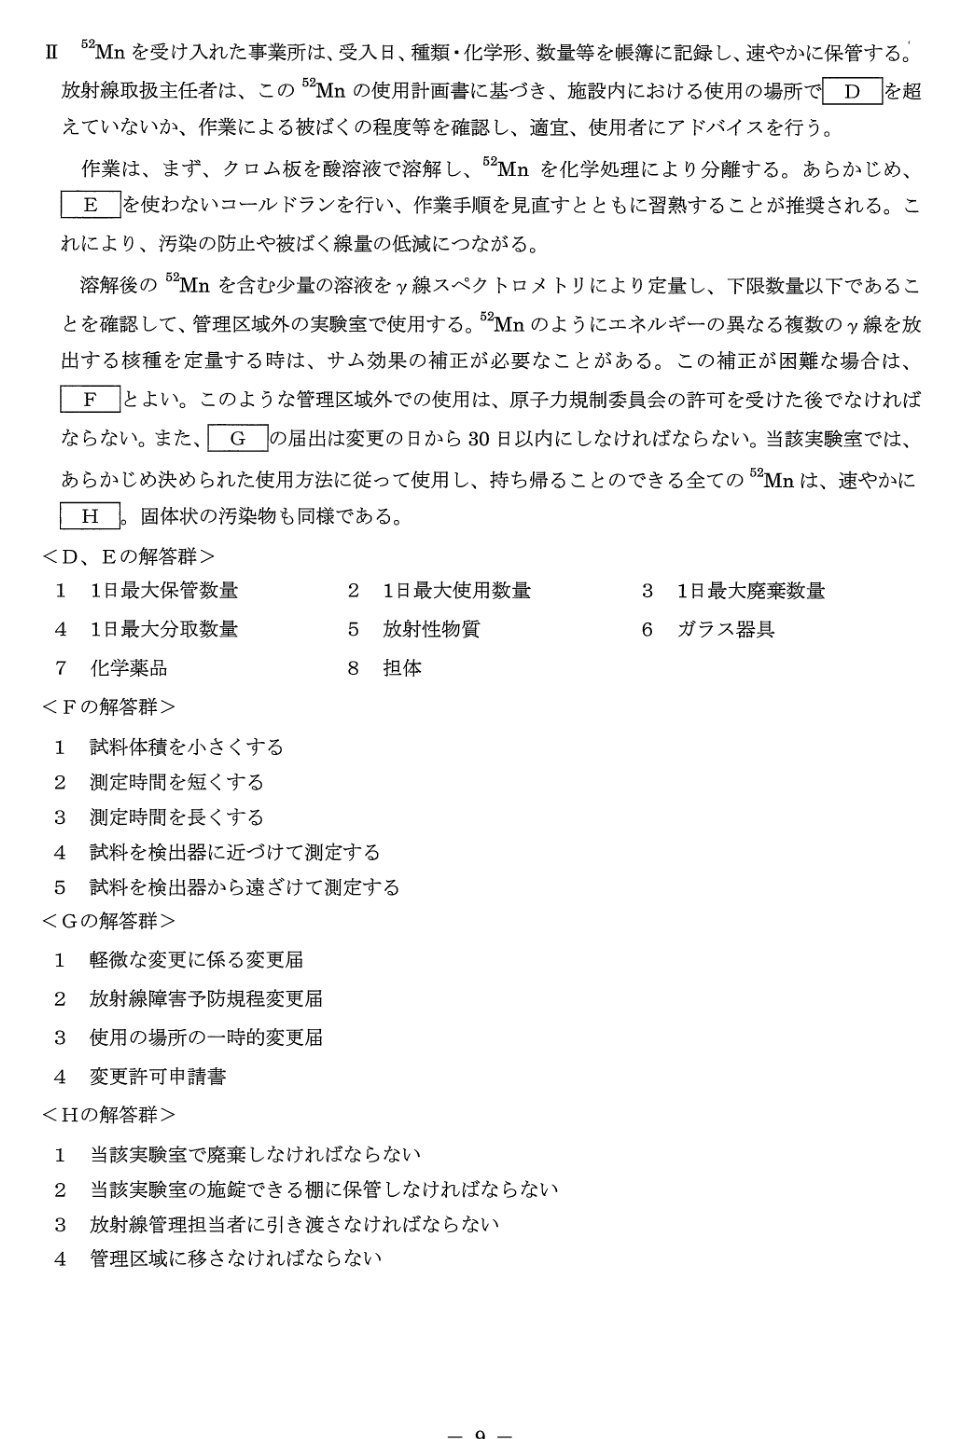 Ⅱ ⁵²Mn を受け入れた事業所は、受入日、種類・化学形、数量等を帳簿に記録し、速やかに保管する。
放射線取扱主任者は、この ⁵²Mn の使用計画書に基づき、施設内における使用の場所で D を超
えていないか、作業による被ばくの程度等を確認し、適宜、使用者にアドバイスを行う。
作業は、まず、クロム板を酸溶液で溶解し、⁵²Mn を化学処理により分離する。あらかじめ、
E を使わないコールドランを行い、作業手順を見直すとともに習熟することが推奨される。こ
れにより、汚染の防止や被ばく線量の低減につながる。
溶解後の ⁵²Mn を含む少量の溶液をγ線スペクトロメトリにより定量し、下限数量以下であるこ
とを確認して、管理区域外の実験室で使用する。⁵²Mn のようにエネルギーの異なる複数のγ線を放
出する核種を定量する時は、サム効果の補正が必要なことがある。この補正が困難な場合は、
F とよい。このような管理区域外での使用は、原子力規制委員会の許可を受けた後でなければ
ならない。また、 G の届出は変更の日から 30 日以内にしなければならない。当該実験室では、
あらかじめ決められた使用方法に従って使用し、持ち帰ることのできる全ての ⁵²Mn は、速やかに
H 。固体状の汚染物も同様である。
＜D、Eの解答群＞
1 1日最大保管数量 2 1日最大使用数量 3 1日最大廃棄数量
4 1日最大分取数量 5 放射性物質 6 ガラス器具
7 化学薬品 8 担体
＜Fの解答群＞
1 試料体積を小さくする
2 測定時間を短くする
3 測定時間を長くする
4 試料を検出器に近づけて測定する
5 試料を検出器から遠ざけて測定する
＜Gの解答群＞
1 軽微な変更に係る変更届
2 放射線障害予防規程変更届
3 使用の場所の一時的変更届
4 変更許可申請書
＜Hの解答群＞
1 当該実験室で廃棄しなければならない
2 当該実験室の施錠できる棚に保管しなければならない
3 放射線管理担当者に引き渡さなければならない
4 管理区域に移さなければならない
― 9 ―